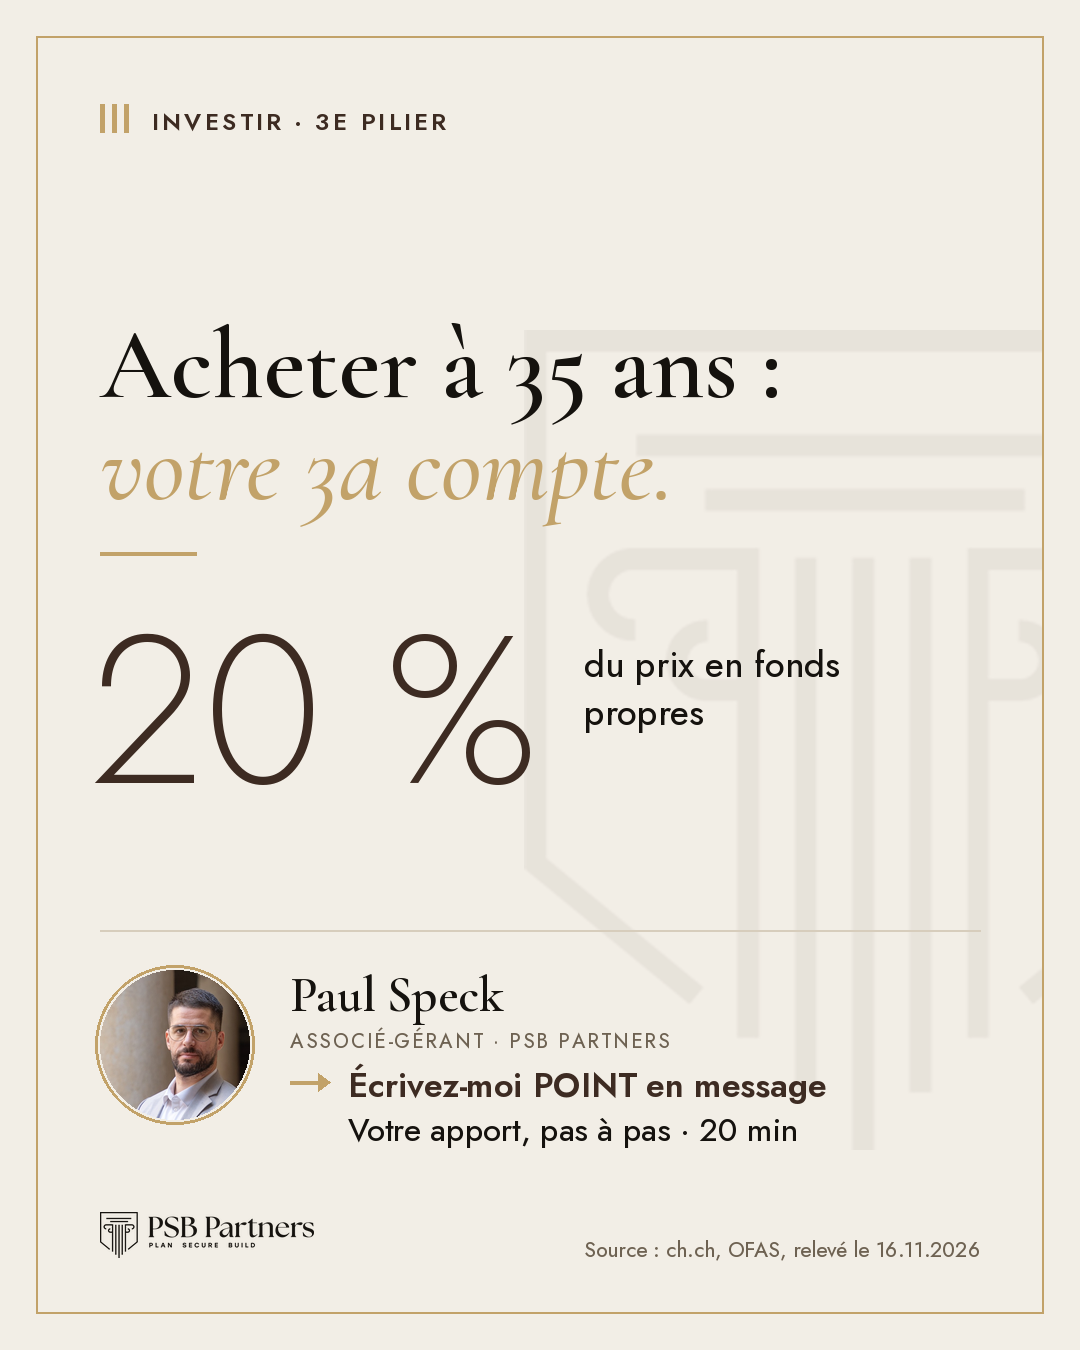 INVESTIR · 3E PILIER
Acheter à 35 ans :
votre 3a compte.
20 %
du prix en fonds
propres
Paul Speck
ASSOCIÉ-GÉRANT · PSB PARTNERS
Écrivez-moi POINT en message
Votre apport, pas à pas · 20 min
PSB Partners
PLAN SECURE BUILD
Source : ch.ch, OFAS, relevé le 16.11.2026